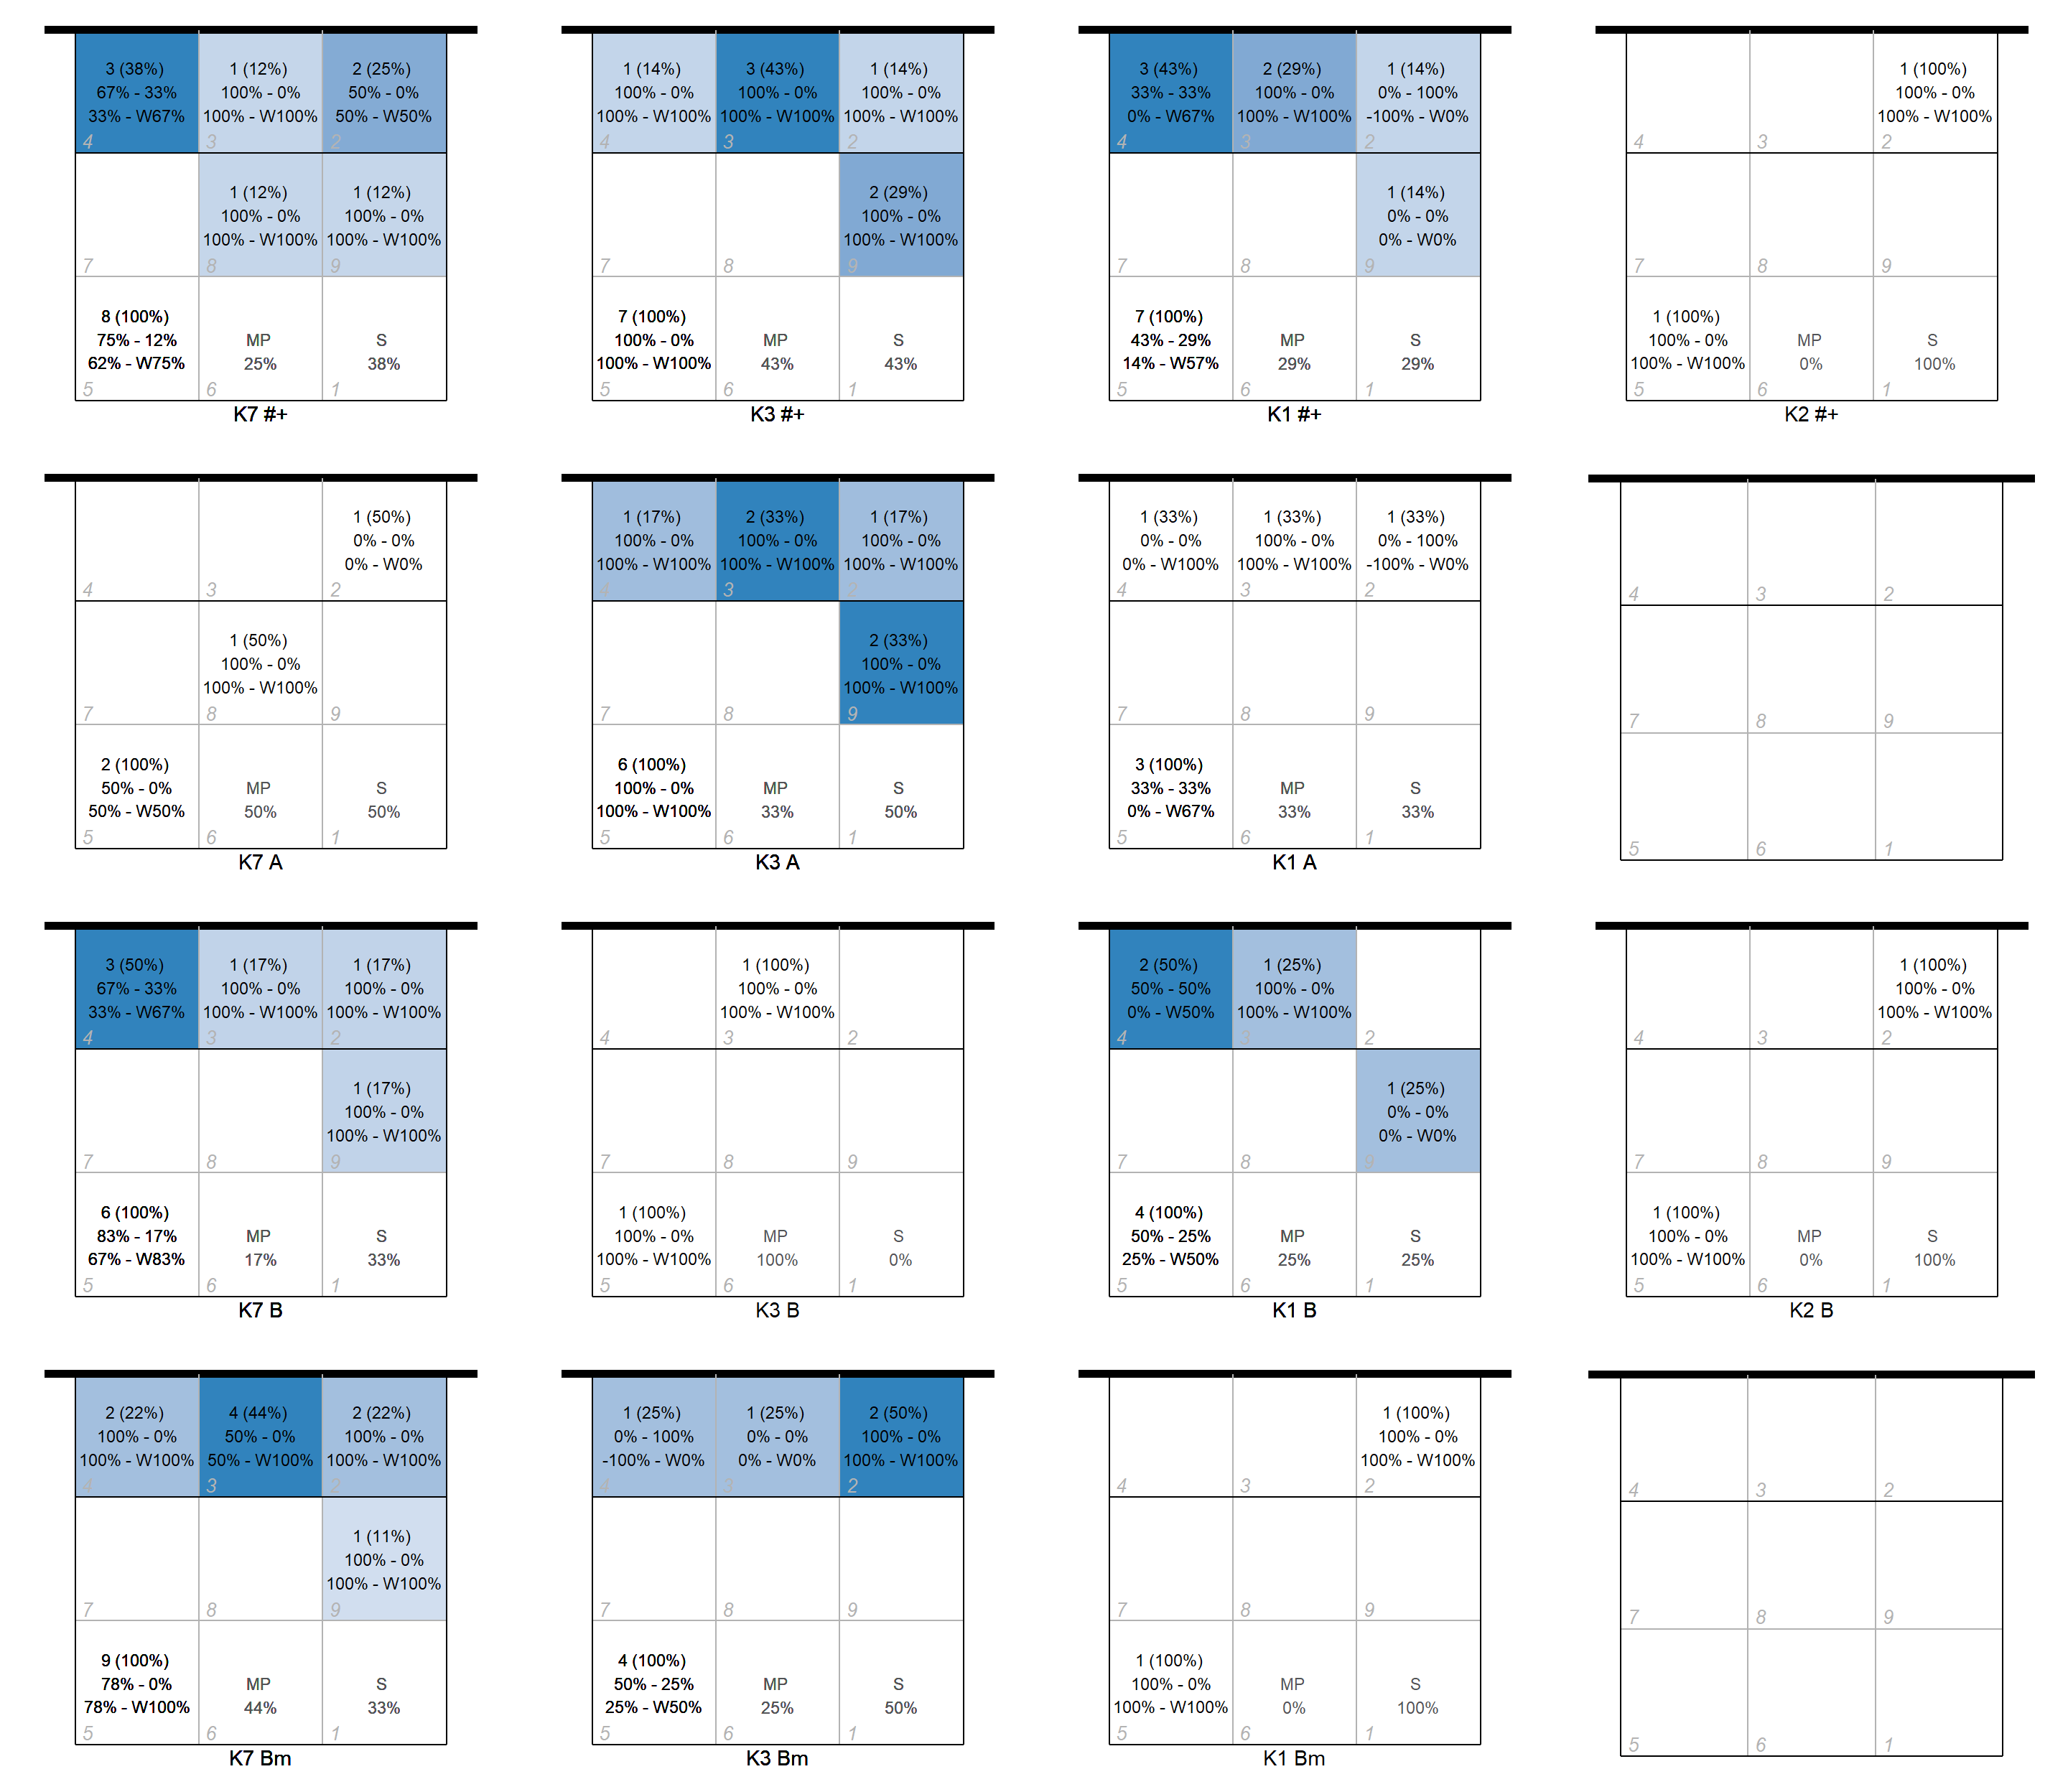 3 (38%)
67% - 33%
33% - W67%
4
1 (12%)
100% - 0%
100% - W100%
3
2 (25%)
50% - 0%
50% - W50%
2
7
1 (12%)
100% - 0%
100% - W100%
8
1 (12%)
100% - 0%
100% - W100%
9
8 (100%)
75% - 12%
62% - W75%
5
MP
25%
6
S
38%
1
K7 #+
1 (14%)
100% - 0%
100% - W100%
4
3 (43%)
100% - 0%
100% - W100%
3
1 (14%)
100% - 0%
100% - W100%
2
7
8
2 (29%)
100% - 0%
100% - W100%
9
7 (100%)
100% - 0%
100% - W100%
5
MP
43%
6
S
43%
1
K3 #+
3 (43%)
33% - 33%
0% - W67%
4
2 (29%)
100% - 0%
100% - W100%
3
1 (14%)
0% - 100%
-100% - W0%
2
7
8
1 (14%)
0% - 0%
0% - W0%
9
7 (100%)
43% - 29%
14% - W57%
5
MP
29%
6
S
29%
1
K1 #+
4
3
1 (100%)
100% - 0%
100% - W100%
2
7
8
9
1 (100%)
100% - 0%
100% - W100%
5
MP
0%
6
S
100%
1
K2 #+
4
3
1 (50%)
0% - 0%
0% - W0%
2
7
1 (50%)
100% - 0%
100% - W100%
8
9
2 (100%)
50% - 0%
50% - W50%
5
MP
50%
6
S
50%
1
K7 A
1 (17%)
100% - 0%
100% - W100%
4
2 (33%)
100% - 0%
100% - W100%
3
1 (17%)
100% - 0%
100% - W100%
2
7
8
2 (33%)
100% - 0%
100% - W100%
9
6 (100%)
100% - 0%
100% - W100%
5
MP
33%
6
S
50%
1
K3 A
1 (33%)
0% - 0%
0% - W100%
4
1 (33%)
100% - 0%
100% - W100%
3
1 (33%)
0% - 100%
-100% - W0%
2
7
8
9
3 (100%)
33% - 33%
0% - W67%
5
MP
33%
6
S
33%
1
K1 A
4
3
2
7
8
9
5
6
1
3 (50%)
67% - 33%
33% - W67%
4
1 (17%)
100% - 0%
100% - W100%
3
1 (17%)
100% - 0%
100% - W100%
2
7
8
1 (17%)
100% - 0%
100% - W100%
9
6 (100%)
83% - 17%
67% - W83%
5
MP
17%
6
S
33%
1
K7 B
4
1 (100%)
100% - 0%
100% - W100%
3
2
7
8
9
1 (100%)
100% - 0%
100% - W100%
5
MP
100%
6
S
0%
1
K3 B
2 (50%)
50% - 50%
0% - W50%
4
1 (25%)
100% - 0%
100% - W100%
3
2
7
8
1 (25%)
0% - 0%
0% - W0%
9
4 (100%)
50% - 25%
25% - W50%
5
MP
25%
6
S
25%
1
K1 B
4
3
1 (100%)
100% - 0%
100% - W100%
2
7
8
9
1 (100%)
100% - 0%
100% - W100%
5
MP
0%
6
S
100%
1
K2 B
2 (22%)
100% - 0%
100% - W100%
4
4 (44%)
50% - 0%
50% - W100%
3
2 (22%)
100% - 0%
100% - W100%
2
7
8
1 (11%)
100% - 0%
100% - W100%
9
9 (100%)
78% - 0%
78% - W100%
5
MP
44%
6
S
33%
1
K7 Bm
1 (25%)
0% - 100%
-100% - W0%
4
1 (25%)
0% - 0%
0% - W0%
3
2 (50%)
100% - 0%
100% - W100%
2
7
8
9
4 (100%)
50% - 25%
25% - W50%
5
MP
25%
6
S
50%
1
K3 Bm
4
3
1 (100%)
100% - 0%
100% - W100%
2
7
8
9
1 (100%)
100% - 0%
100% - W100%
5
MP
0%
6
S
100%
1
K1 Bm
4
3
2
7
8
9
5
6
1